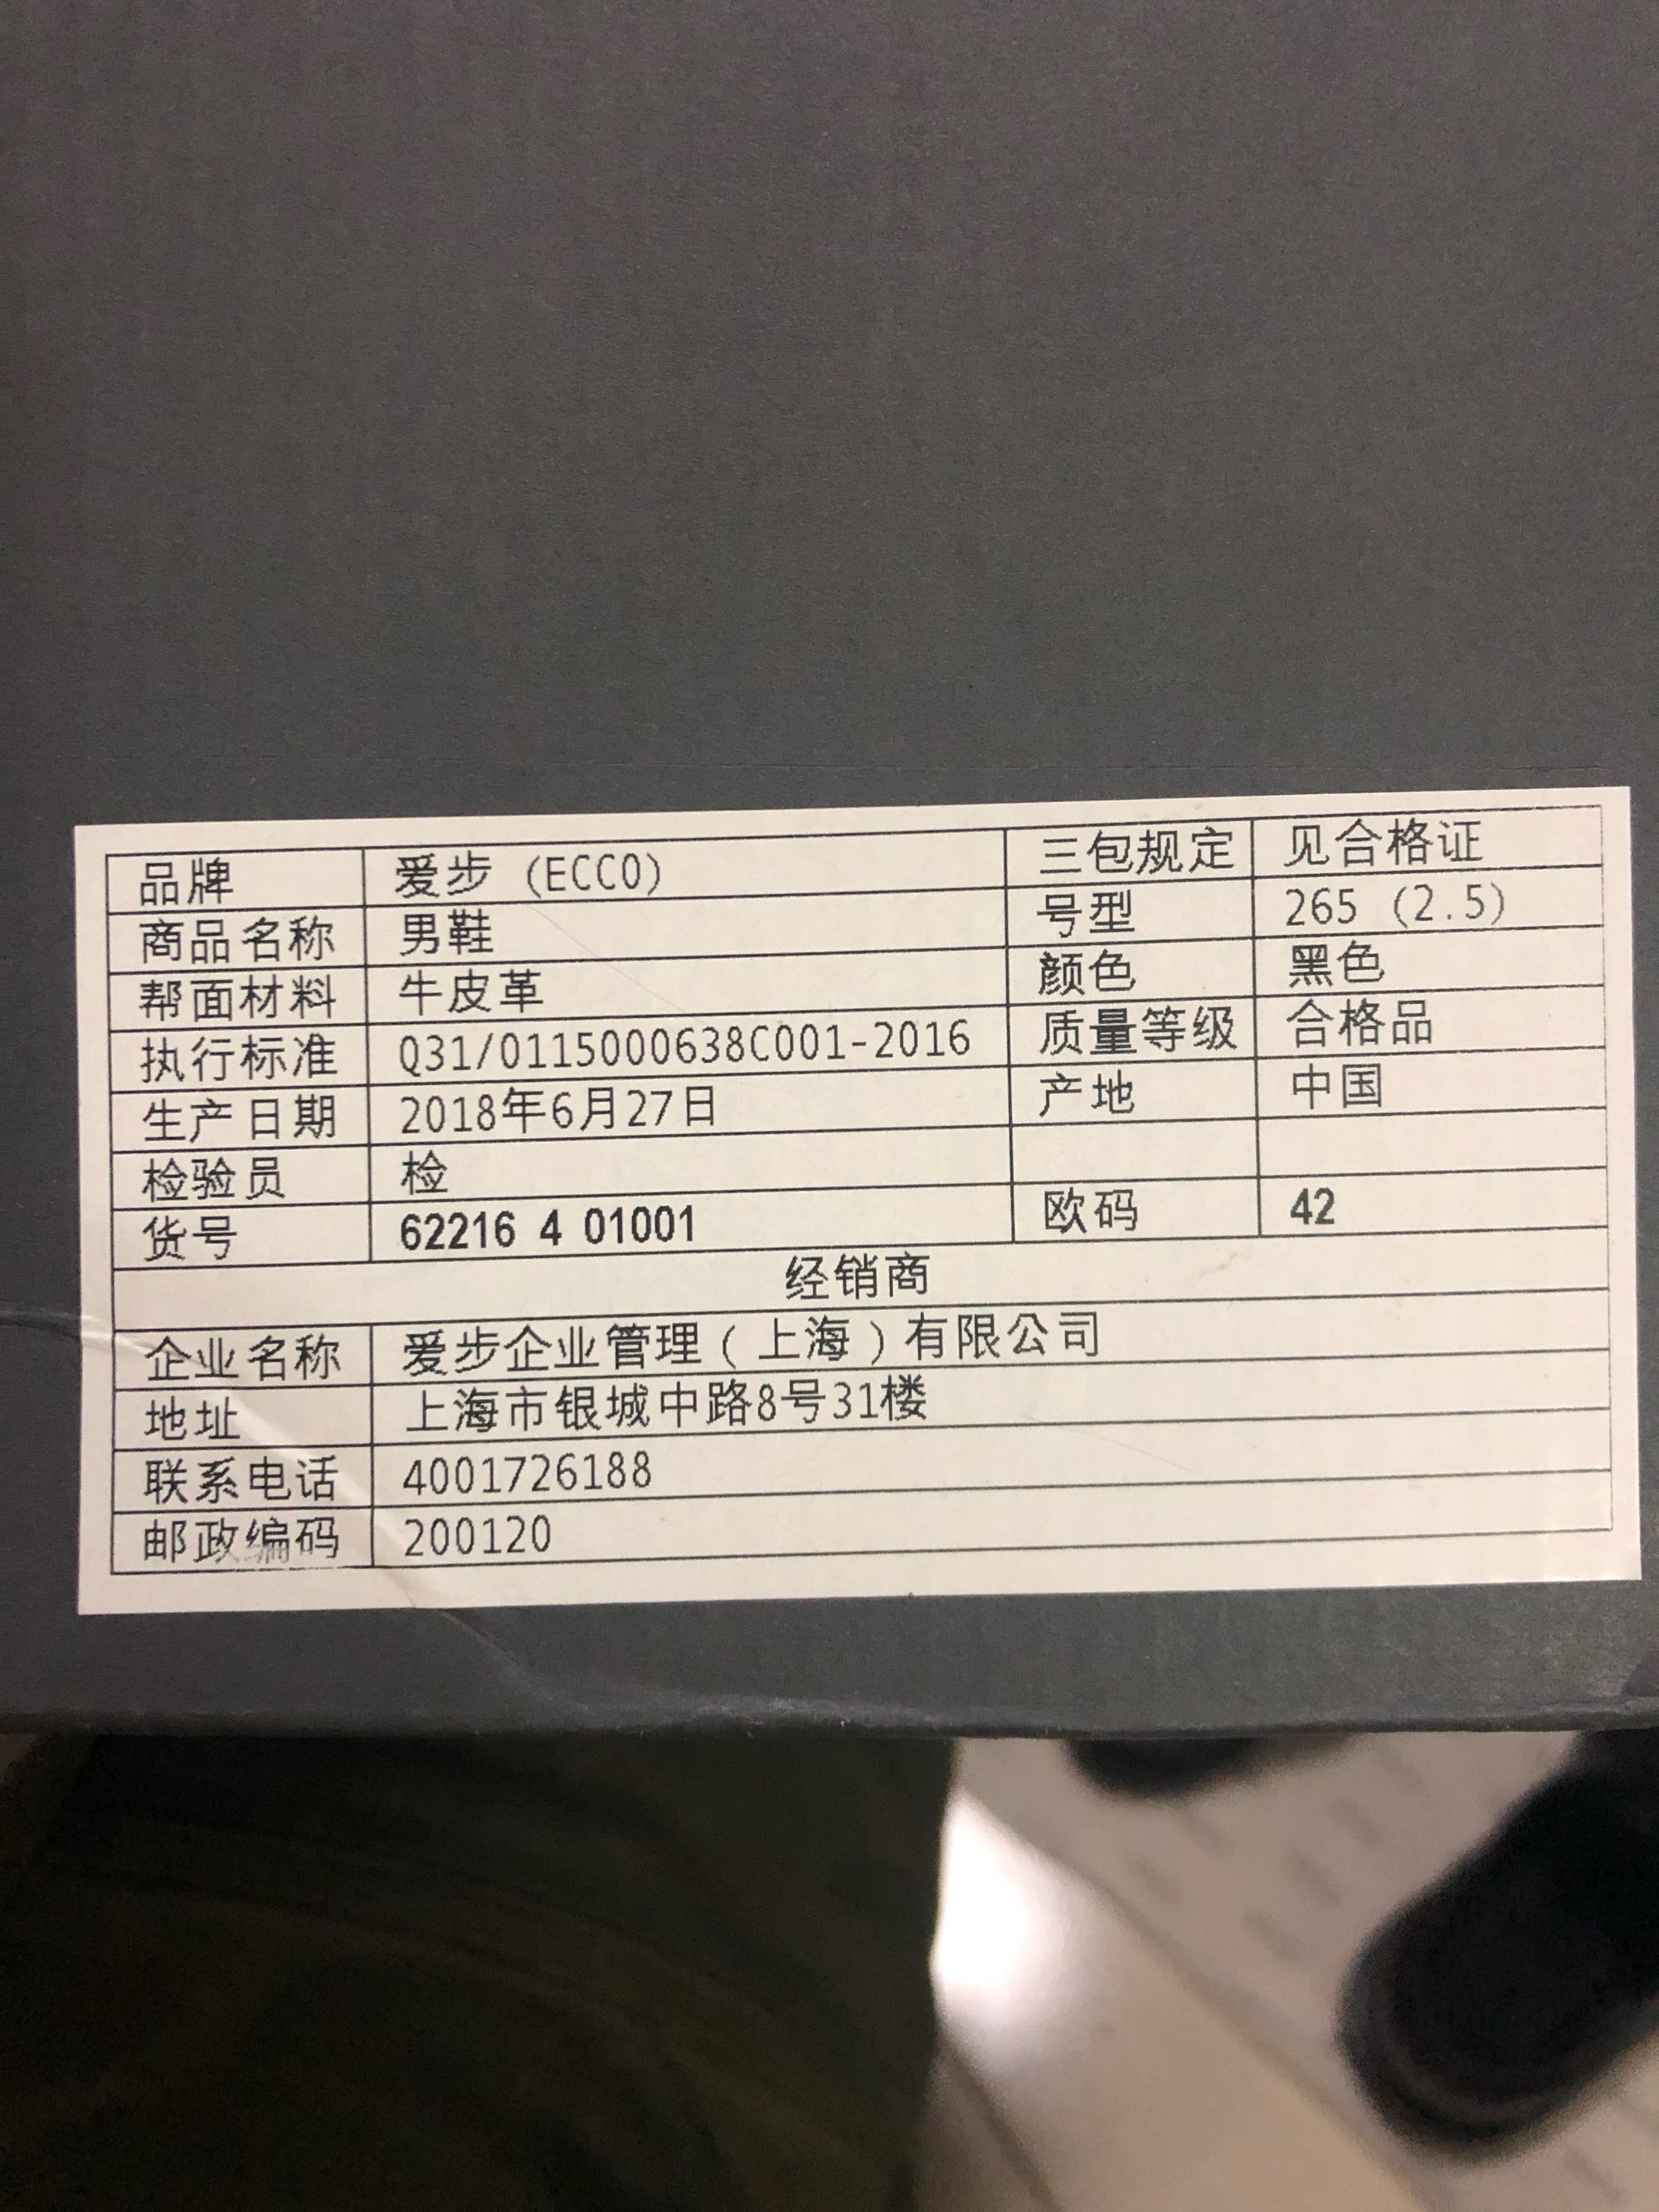 品牌 爱步 (ECCO) 三包规定 见合格证
商品名称 男鞋 号型 265 (2.5)
帮面材料 牛皮革 颜色 黑色
执行标准 Q31/0115000638C001-2016 质量等级 合格品
生产日期 2018年6月27日 产地 中国
检验员 检
货号 62216 4 01001 欧码 42
经销商
企业名称 爱步企业管理(上海)有限公司
地址 上海市银城中路8号31楼
联系电话 4001726188
邮政编码 200120